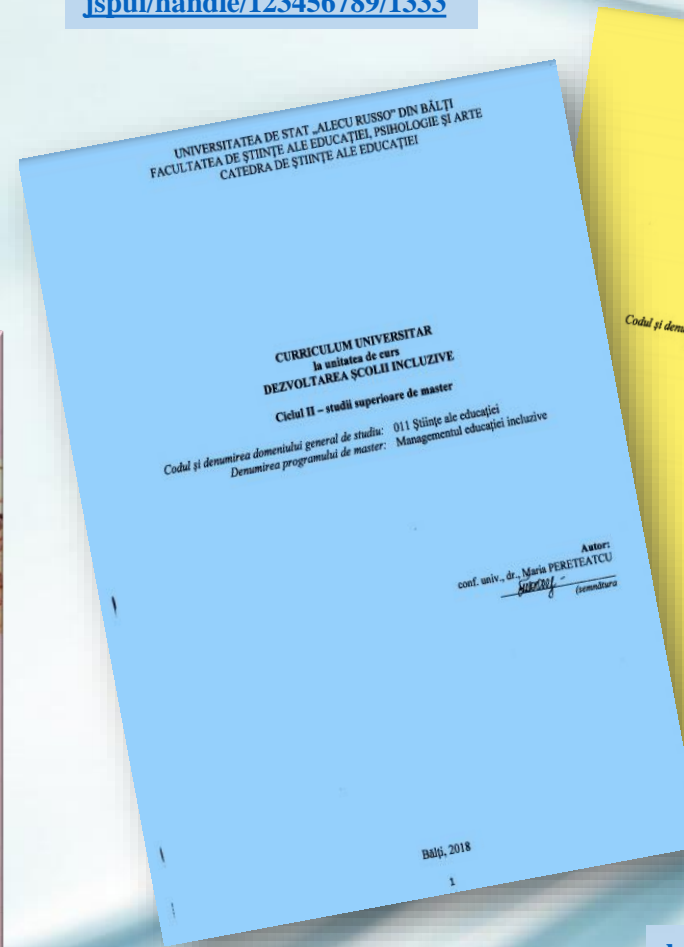 jspui/handle/123456789/1333
UNIVERSITATEA DE STAT „ALECU RUSSO” DIN BĂLȚI
FACULTATEA DE ȘTIINȚE ALE EDUCAȚIEI, PSIHOLOGIE ȘI ARTE
CATEDRA DE ȘTIINȚE ALE EDUCAȚIEI
CURRICULUM UNIVERSITAR
la unitatea de curs
DEZVOLTAREA ȘCOLII INCLUZIVE
Ciclul II – studii superioare de master
Codul și denumirea domeniului general de studiu: 011 Științe ale educației
Denumirea programului de master: Managementul educației incluzive
Autor:
conf. univ., dr., Maria PERETEATCU
(semnătura
Bălți, 2018
1
Codul și